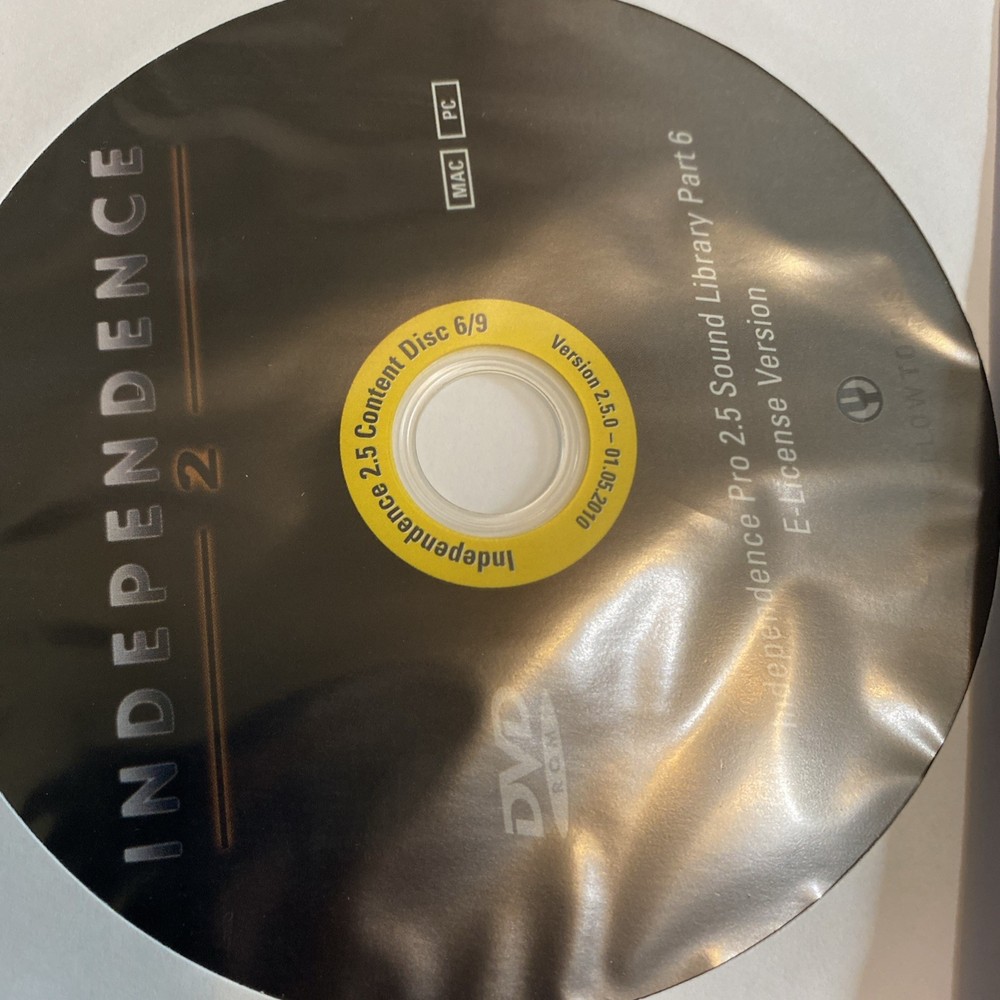 INDEPENDENCE
2
MAC PC
Independence 2.5 Content Disc 6/9
Version 2.5.0 – 01.05.2010
DVD
ROM
Independence Pro 2.5 Sound Library Part 6
E-License Version